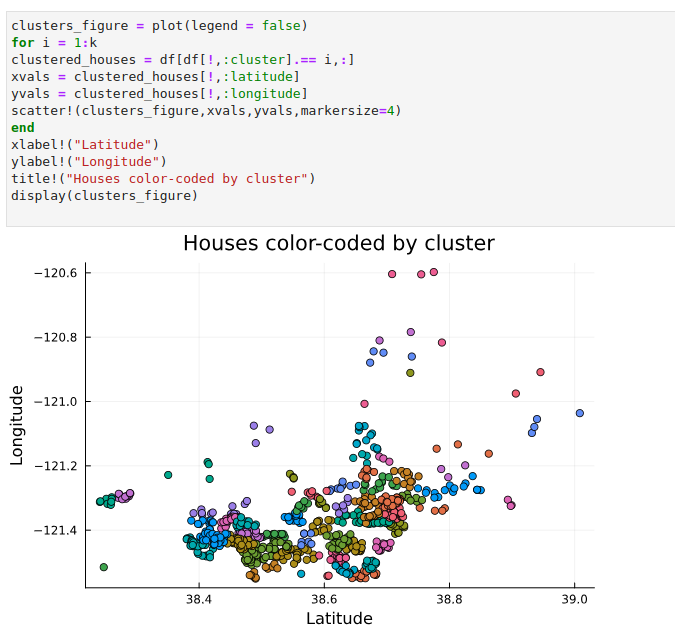 clusters_figure = plot(legend = false)
for i = 1:k
clustered_houses = df[df[!,:cluster].== i,:]
xvals = clustered_houses[!,:latitude]
yvals = clustered_houses[!,:longitude]
scatter!(clusters_figure,xvals,yvals,markersize=4)
end
xlabel!("Latitude")
ylabel!("Longitude")
title!("Houses color-coded by cluster")
display(clusters_figure)
Houses color-coded by cluster
−120.6
−120.8
−121.0
−121.2
−121.4
Longitude
38.4 38.6 38.8 39.0
Latitude